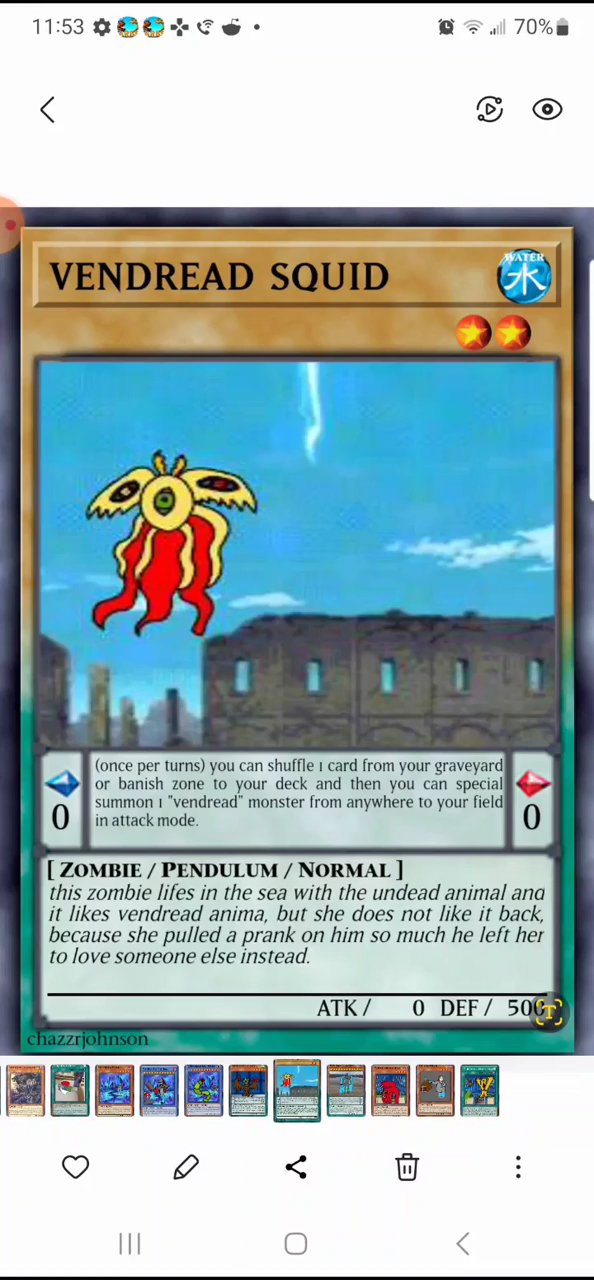 11:53
70%
VENDREAD SQUID
WATER
水
(once per turns) you can shuffle 1 card from your graveyard
or banish zone to your deck and then you can special
summon 1 "vendread" monster from anywhere to your field
in attack mode.
0
0
[ ZOMBIE / PENDULUM / NORMAL ]
this zombie lifes in the sea with the undead animal and
it likes vendread anima, but she does not like it back,
because she pulled a prank on him so much he left her
to love someone else instead.
ATK / 0 DEF / 500
T
chazzrjohnson